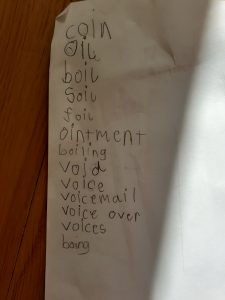 coin
oil
boil
Soil
foil
ointment
boiling
void
voice
voicemail
voice over
voices
boing